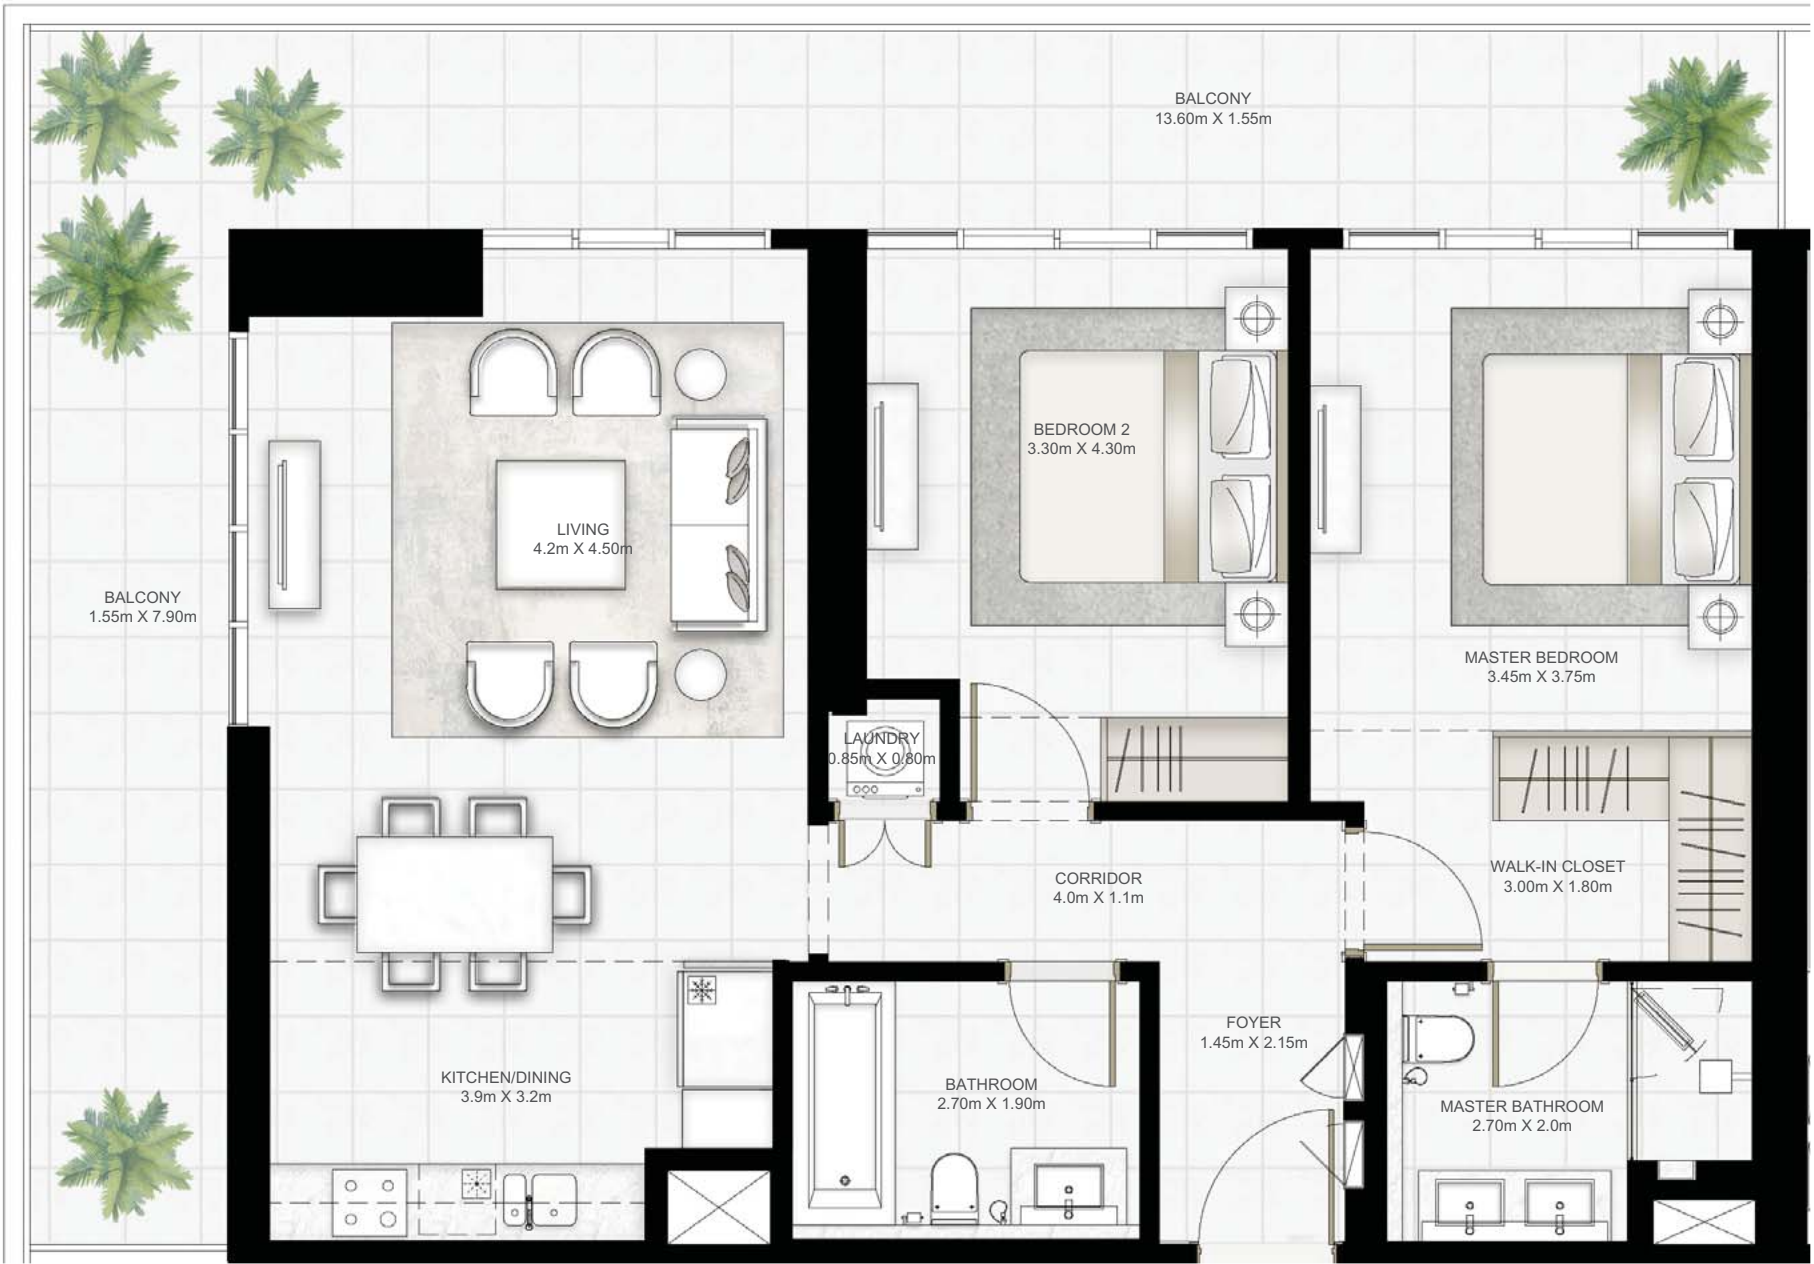 BALCONY
13.60m X 1.55m
BEDROOM 2
3.30m X 4.30m
LIVING
4.2m X 4.50m
BALCONY
1.55m X 7.90m
MASTER BEDROOM
3.45m X 3.75m
LAUNDRY
0.85m X 0.80m
WALK-IN CLOSET
3.00m X 1.80m
CORRIDOR
4.0m X 1.1m
FOYER
1.45m X 2.15m
KITCHEN/DINING
3.9m X 3.2m
BATHROOM
2.70m X 1.90m
MASTER BATHROOM
2.70m X 2.0m